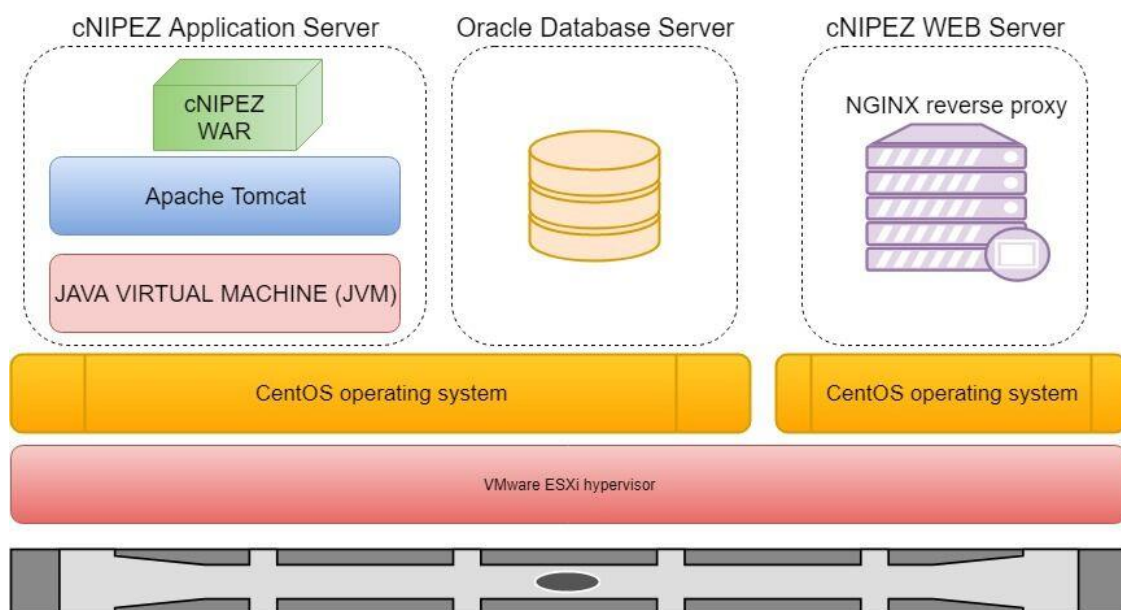 cNIPEZ Application Server
Oracle Database Server
cNIPEZ WEB Server
cNIPEZ
WAR
NGINX reverse proxy
Apache Tomcat
JAVA VIRTUAL MACHINE (JVM)
CentOS operating system
CentOS operating system
VMware ESXi hypervisor